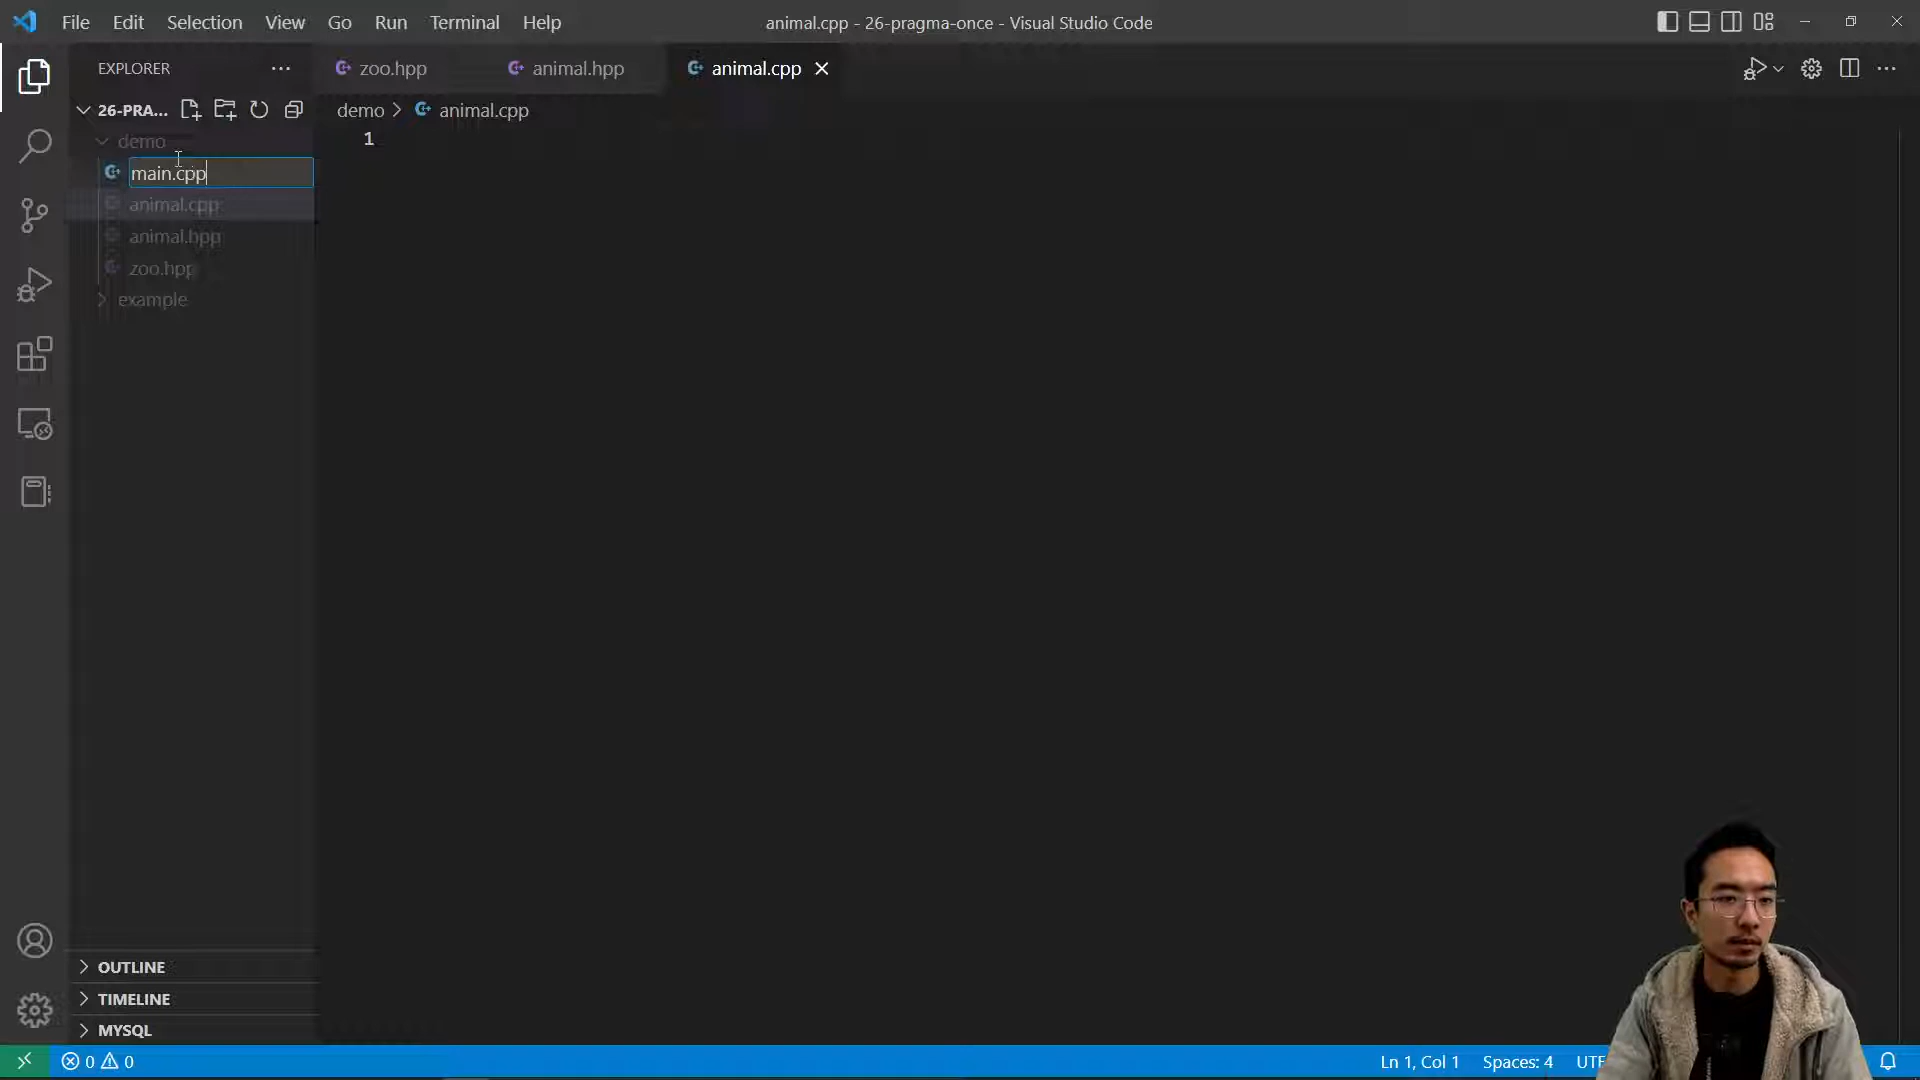 File Edit Selection View Go Run Terminal Help
animal.cpp - 26-pragma-once - Visual Studio Code
EXPLORER
zoo.hpp
animal.hpp
animal.cpp
26-PRA...
demo > animal.cpp
1
demo
main.cpp
animal.cpp
animal.hpp
zoo.hpp
example
OUTLINE
TIMELINE
MYSQL
0 0
Ln 1, Col 1
Spaces: 4